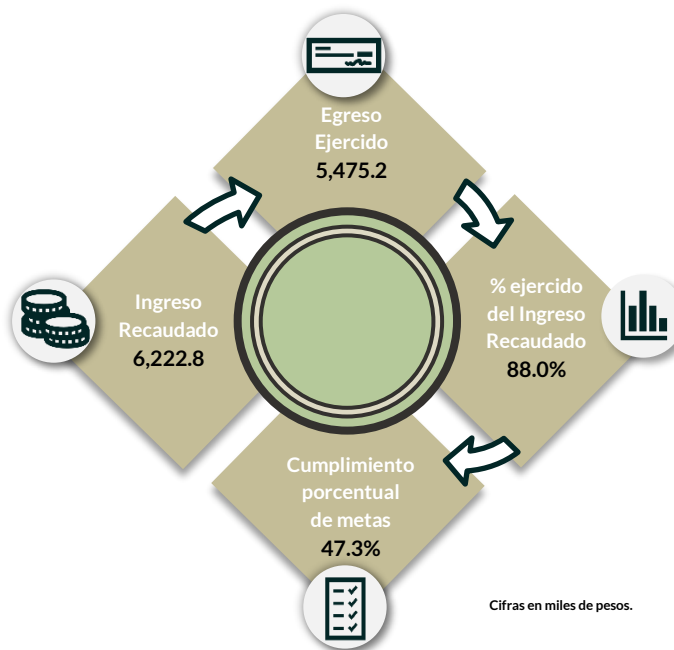 Egreso
Ejercido
5,475.2
Ingreso
Recaudado
6,222.8
% ejercido
del Ingreso
Recaudado
88.0%
Cumplimiento
porcentual
de metas
47.3%
Cifras en miles de pesos.